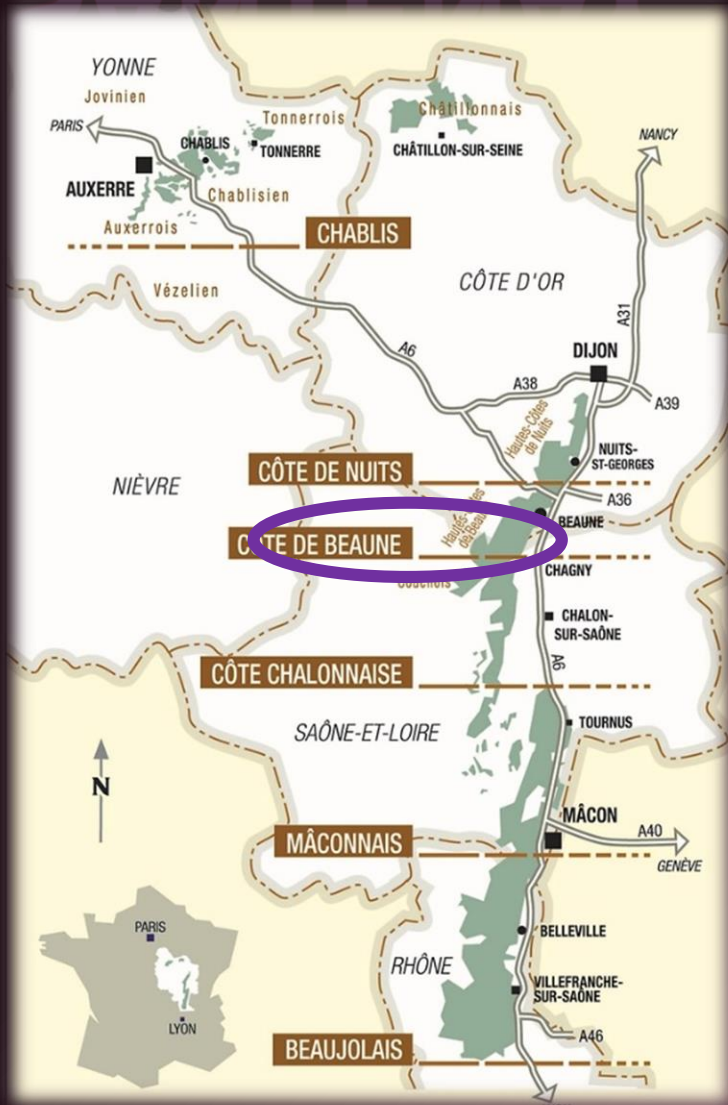 YONNE
Jovinien
Châtillonnais
Tonnerrois
PARIS
NANCY
CHABLIS
TONNERRE
CHÂTILLON-SUR-SEINE
AUXERRE
Chablisien
Auxerrois
CHABLIS
CÔTE D'OR
Vézelien
A31
A6
DIJON
A38
A39
Hautes-Côtes
de Nuits
NUITS-
ST-GEORGES
CÔTE DE NUITS
NIÈVRE
A36
BEAUNE
CÔTE DE BEAUNE
CHAGNY
CHALON-
SUR-SAÔNE
A6
CÔTE CHALONNAISE
TOURNUS
SAÔNE-ET-LOIRE
N
MÂCON
A40
MÂCONNAIS
GENÈVE
PARIS
BELLEVILLE
RHÔNE
VILLEFRANCHE-
SUR-SAÔNE
LYON
A46
BEAUJOLAIS